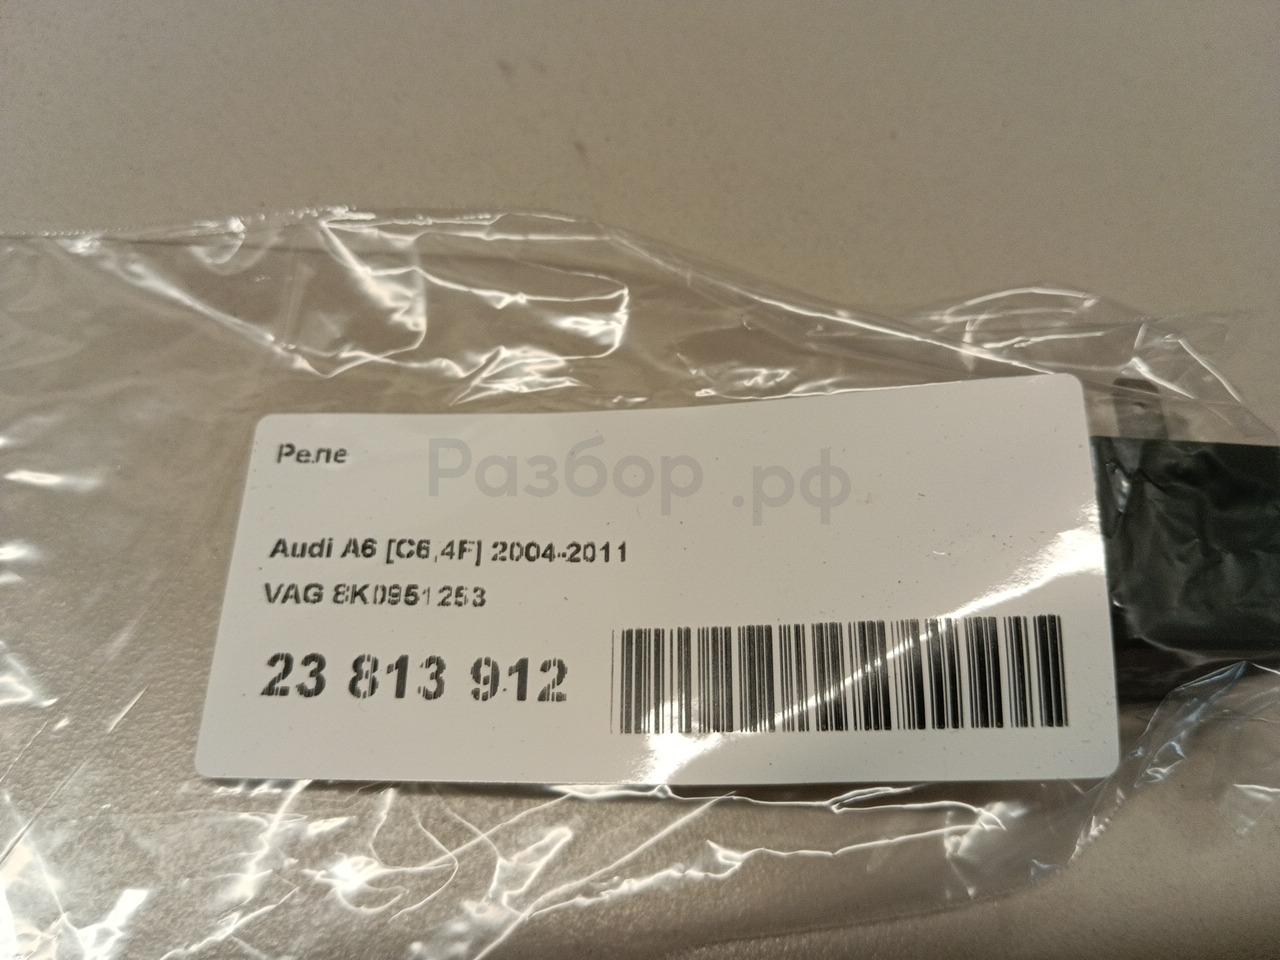 Реле
Разбор.рф
Audi A6 [C6,4F] 2004-2011
VAG 8K0951253
23 813 912